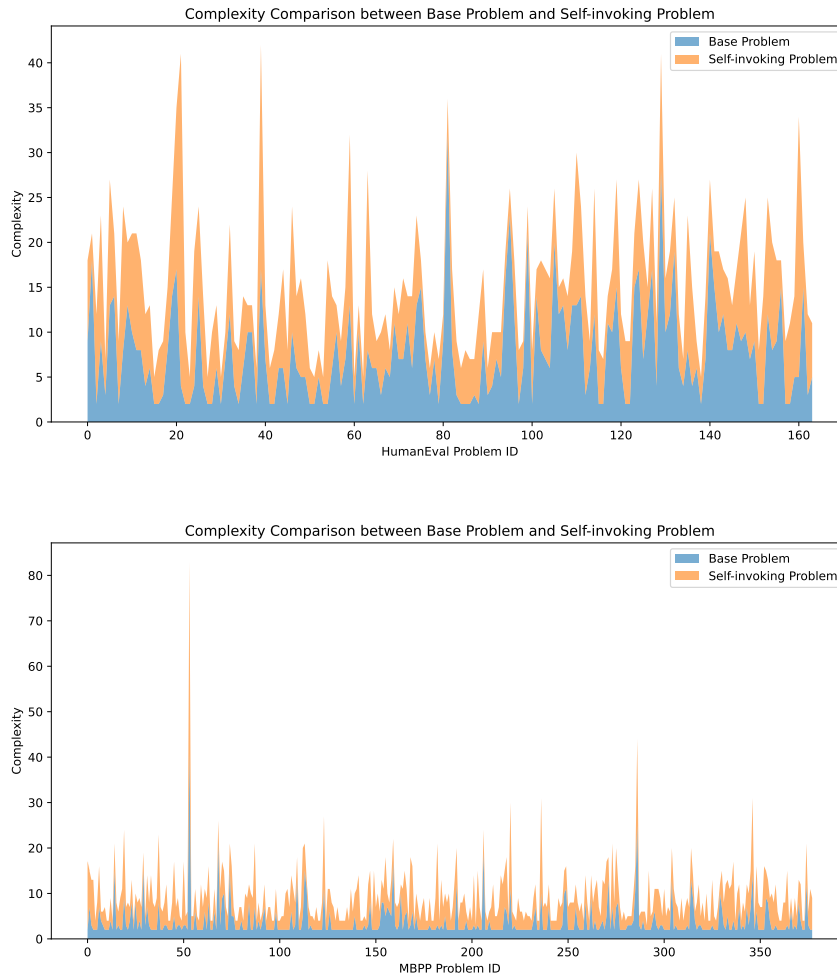 Complexity Comparison between Base Problem and Self-invoking Problem
Base Problem
Self-invoking Problem
40
35
30
25
20
15
10
5
0
Complexity
0 20 40 60 80 100 120 140 160
HumanEval Problem ID
Complexity Comparison between Base Problem and Self-invoking Problem
Base Problem
Self-invoking Problem
80
70
60
50
40
30
20
10
0
Complexity
0 50 100 150 200 250 300 350
MBPP Problem ID